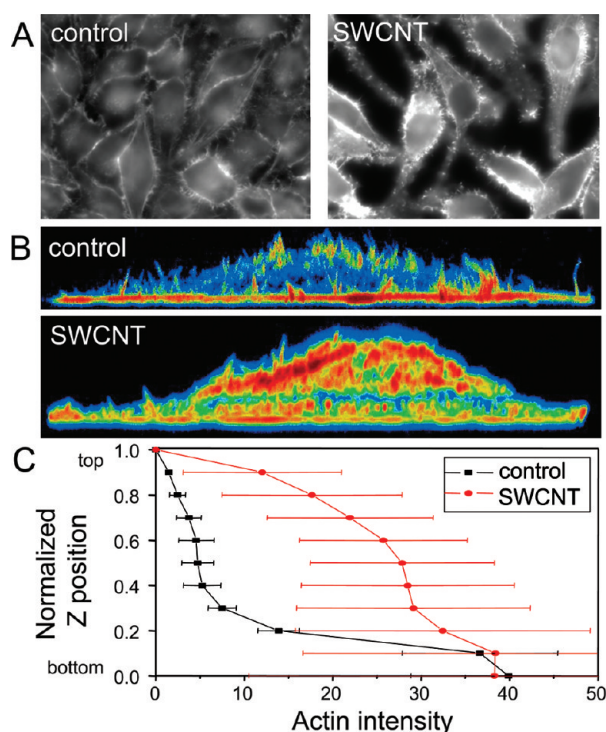 A control SWCNT
B control
SWCNT
C
top
bottom
Normalized
Z position
1.0
0.8
0.6
0.4
0.2
0.0
control
SWCNT
0 10 20 30 40 50
Actin intensity